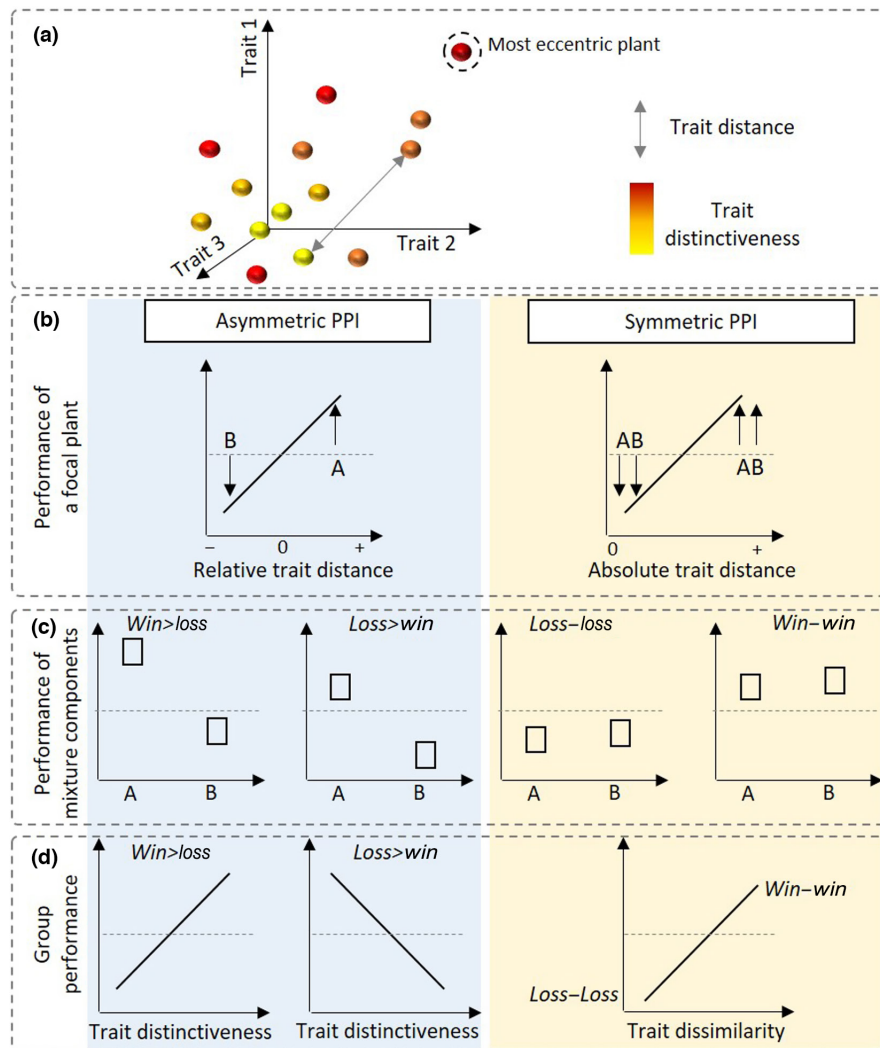 (a)
Trait 1
Most eccentric plant
Trait distance
Trait 2
Trait 3
Trait
distinctiveness
(b)
Asymmetric PPI
Symmetric PPI
Performance of
a focal plant
B
A
AB
AB
–
0
+
0
+
Relative trait distance
Absolute trait distance
(c)
Performance of
mixture components
Win>loss
Loss>win
Loss–loss
Win–win
A
B
A
B
A
B
A
B
(d)
Group
performance
Win>loss
Loss>win
Win–win
Loss–Loss
Trait distinctiveness
Trait distinctiveness
Trait dissimilarity